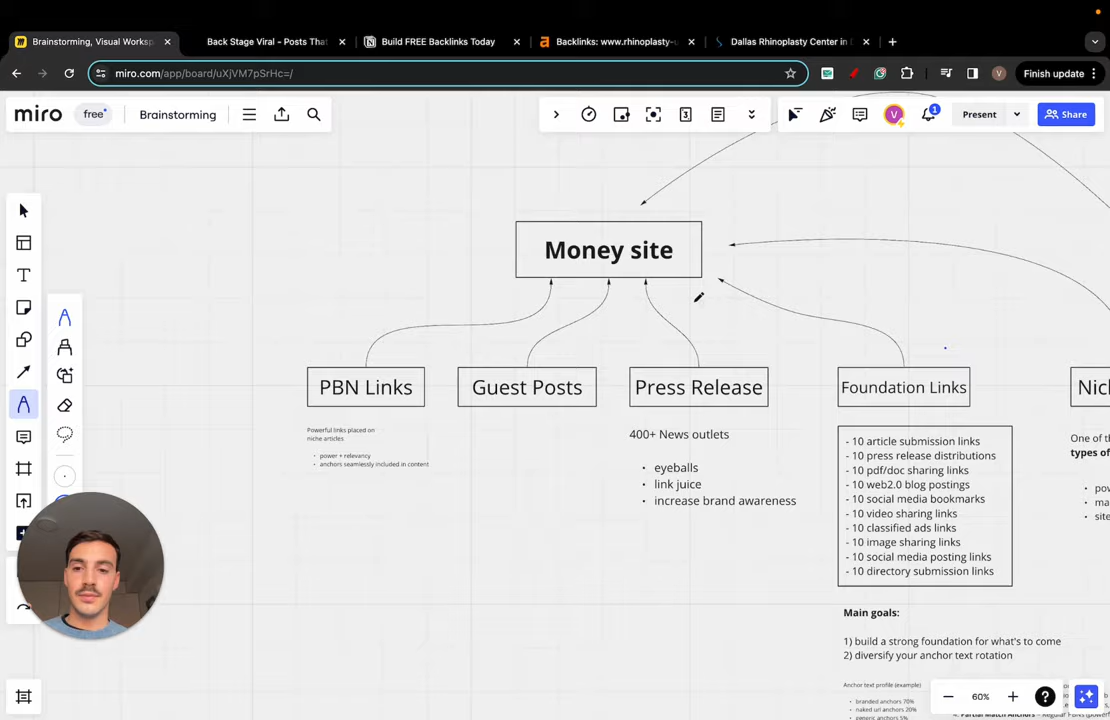 Brainstorming, Visual Worksp
Back Stage Viral - Posts That
Build FREE Backlinks Today
Backlinks: www.rhinoplasty-
Dallas Rhinoplasty Center in D
miro.com/app/board/uXjVM7pSrHc=/
V
Finish update
miro
free
Brainstorming
3
V
1
Present
Share
Money site
PBN Links
Guest Posts
Press Release
Foundation Links
Nic
Powerful links placed on
niche articles
• power + relevancy
• anchors seamlessly included in content
400+ News outlets
• eyeballs
• link juice
• increase brand awareness
- 10 article submission links
- 10 press release distributions
- 10 pdf/doc sharing links
- 10 web2.0 blog postings
- 10 social media bookmarks
- 10 video sharing links
- 10 classified ads links
- 10 image sharing links
- 10 social media posting links
- 10 directory submission links
One of th
types of
• pov
• ma
• site
Main goals:
1) build a strong foundation for what's to come
2) diversify your anchor text rotation
Anchor text profile (example)
• branded anchors 70%
• naked url anchors 20%
• generic anchors 5%
60%